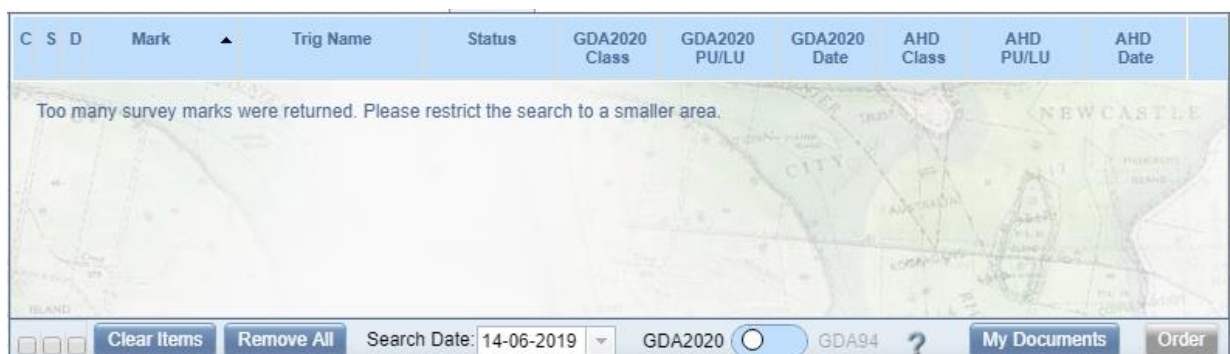 C S D Mark Trig Name Status GDA2020 Class GDA2020 PU/LU GDA2020 Date AHD Class AHD PU/LU AHD Date
Too many survey marks were returned. Please restrict the search to a smaller area.
NEWCASTLE
CITY
AUSTRALIA
ISLAND
Clear Items Remove All Search Date: 14-06-2019 GDA2020 GDA94 ? My Documents Order